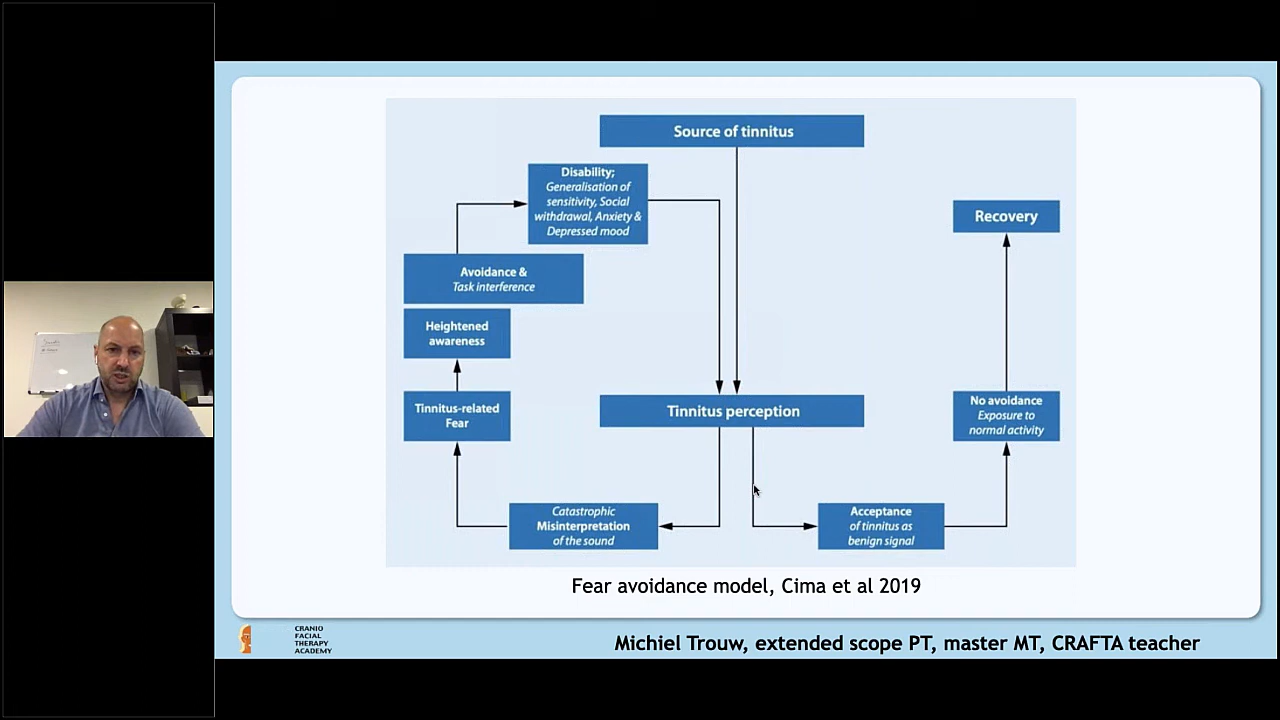 Source of tinnitus
Disability;
Generalisation of
sensitivity, Social
withdrawal, Anxiety &
Depressed mood
Recovery
Avoidance &
Task interference
Heightened
awareness
Tinnitus-related
Fear
Tinnitus perception
No avoidance
Exposure to
normal activity
Catastrophic
Misinterpretation
of the sound
Acceptance
of tinnitus as
benign signal
Fear avoidance model, Cima et al 2019
CRANIO
FACIAL
THERAPY
ACADEMY
Michiel Trouw, extended scope PT, master MT, CRAFTA teacher